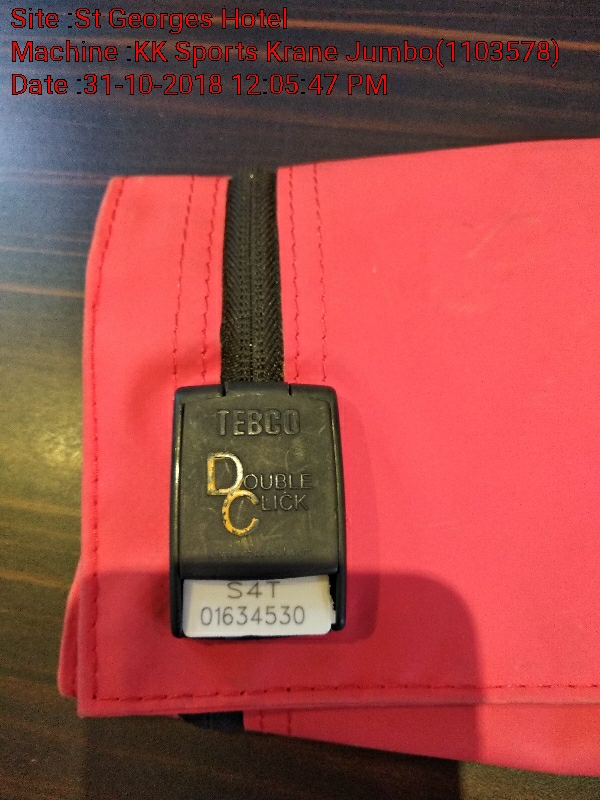 Site :St Georges Hotel
Machine :KK Sports Krane Jumbo(1103578)
Date :31-10-2018 12:05:47 PM
TEBCO
DOUBLE
CLICK
S4T
01634530